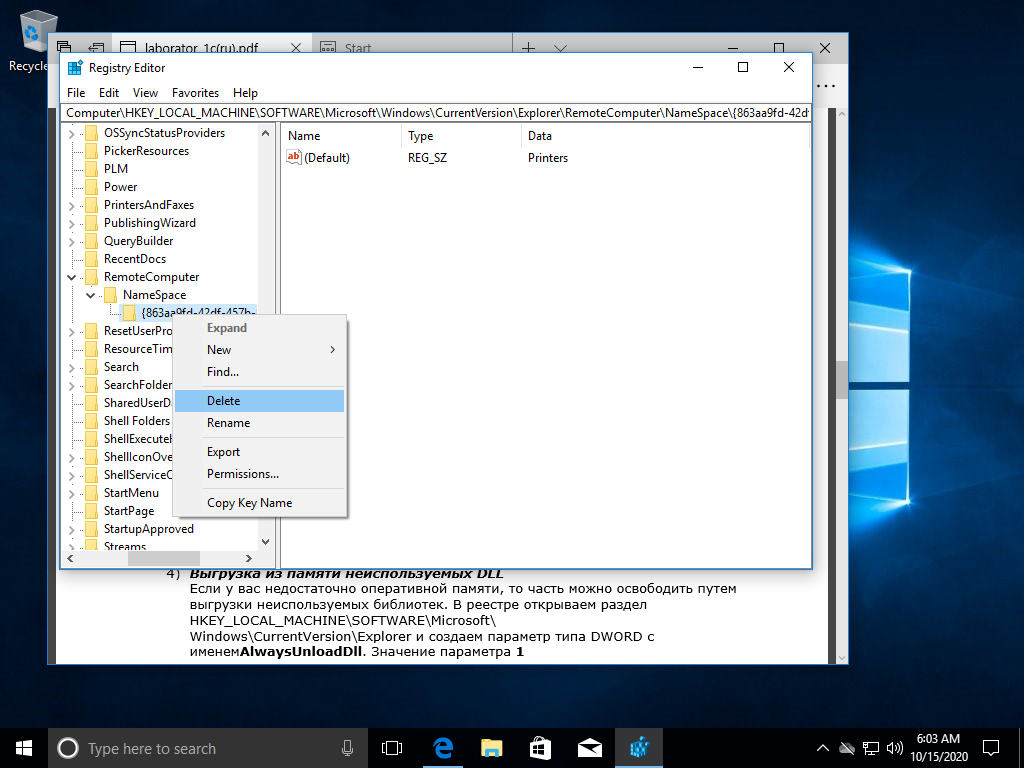 Recycle
laborator_1c(ru).pdf
Start
Registry Editor
File Edit View Favorites Help
Computer\HKEY_LOCAL_MACHINE\SOFTWARE\Microsoft\Windows\CurrentVersion\Explorer\RemoteComputer\NameSpace\{863aa9fd-42df
OSSyncStatusProviders
PickerResources
PLM
Power
PrintersAndFaxes
PublishingWizard
QueryBuilder
RecentDocs
RemoteComputer
NameSpace
{863aa9fd-42df-457b-
ResetUserPro
ResourceTim
Search
SearchFolder
SharedUserD
Shell Folders
ShellExecuteH
ShellIconOve
ShellServiceO
StartMenu
StartPage
StartupApproved
Streams
Name Type Data
(Default) REG_SZ Printers
Expand
New
Find...
Delete
Rename
Export
Permissions...
Copy Key Name
4) Выгрузка из памяти неиспользуемых DLL
Если у вас недостаточно оперативной памяти, то часть можно освободить путем
выгрузки неиспользуемых библиотек. В реестре открываем раздел
HKEY_LOCAL_MACHINE\SOFTWARE\Microsoft\
Windows\CurrentVersion\Explorer и создаем параметр типа DWORD с
именемAlwaysUnloadDll. Значение параметра 1
Type here to search
6:03 AM
10/15/2020